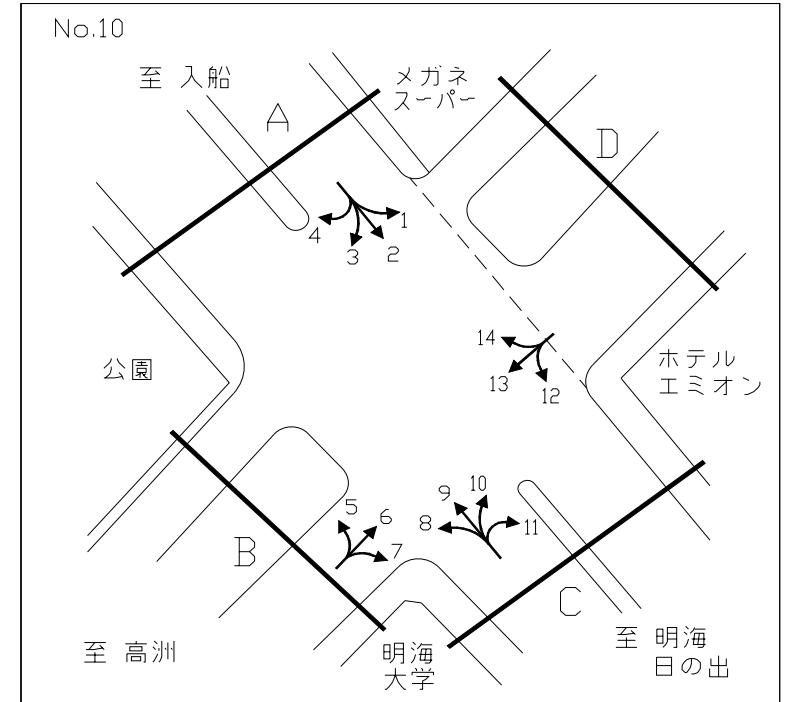 No.10
至 入船
メガネ
スーパー
A
D
1
4
2
3
14
ホテル
エミオン
公園
13
12
10
9
5
6
8
11
7
B
C
至 高洲
明海
大学
至 明海
日の出